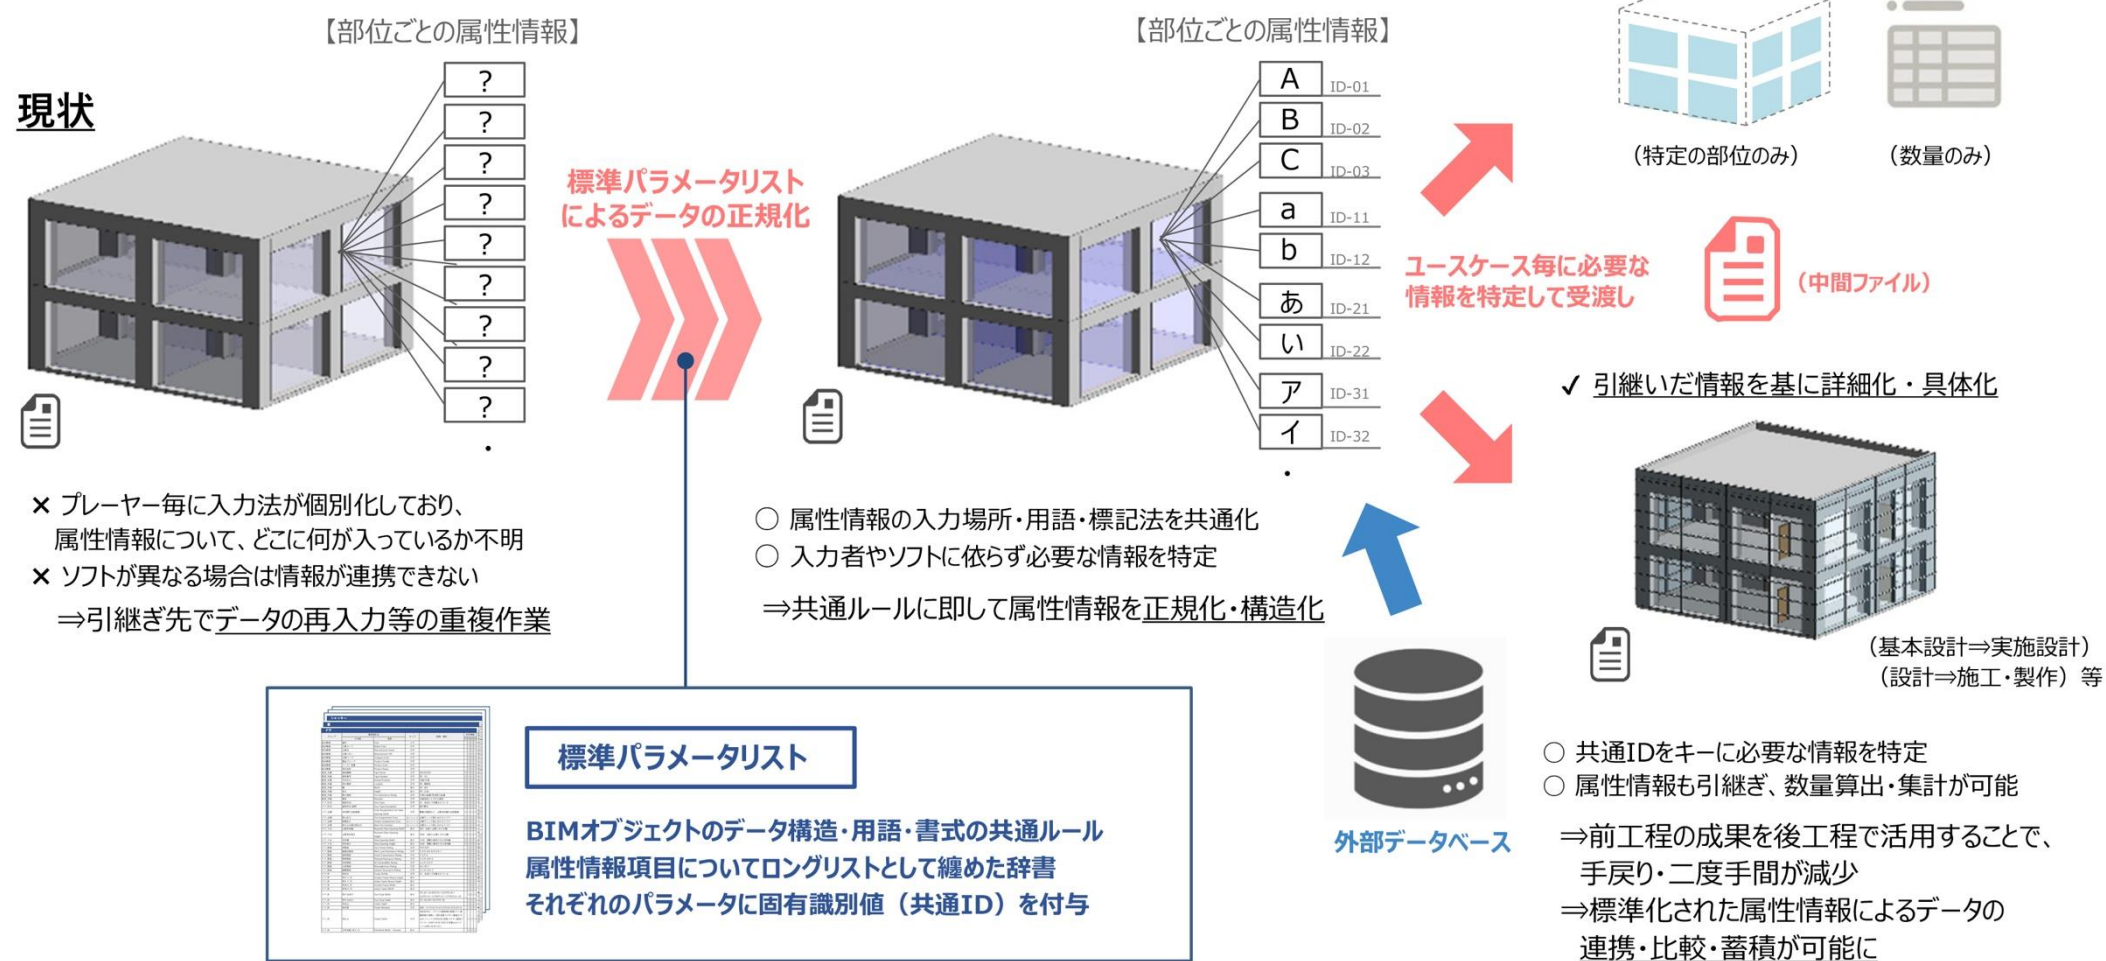 現状
【部位ごとの属性情報】
?
?
?
?
?
?
?
?
?
・
× プレーヤー毎に入力法が個別化しており、
属性情報について、どこに何が入っているか不明
× ソフトが異なる場合は情報が連携できない
⇒引継ぎ先でデータの再入力等の重複作業
標準パラメータリスト
によるデータの正規化
【部位ごとの属性情報】
A ID-01
B ID-02
C ID-03
a ID-11
b ID-12
あ ID-21
い ID-22
ア ID-31
イ ID-32
・
○ 属性情報の入力場所・用語・標記法を共通化
○ 入力者やソフトに依らず必要な情報を特定
⇒共通ルールに即して属性情報を正規化・構造化
標準パラメータリスト
BIMオブジェクトのデータ構造・用語・書式の共通ルール
属性情報項目についてロングリストとして纏めた辞書
それぞれのパラメータに固有識別値（共通ID）を付与
外部データベース
ユースケース毎に必要な
情報を特定して受渡し
（特定の部位のみ）
（数量のみ）
（中間ファイル）
✓ 引継いだ情報を基に詳細化・具体化
（基本設計⇒実施設計）
（設計⇒施工・製作）等
○ 共通IDをキーに必要な情報を特定
○ 属性情報も引継ぎ、数量算出・集計が可能
⇒前工程の成果を後工程で活用することで、
手戻り・二度手間が減少
⇒標準化された属性情報によるデータの
連携・比較・蓄積が可能に